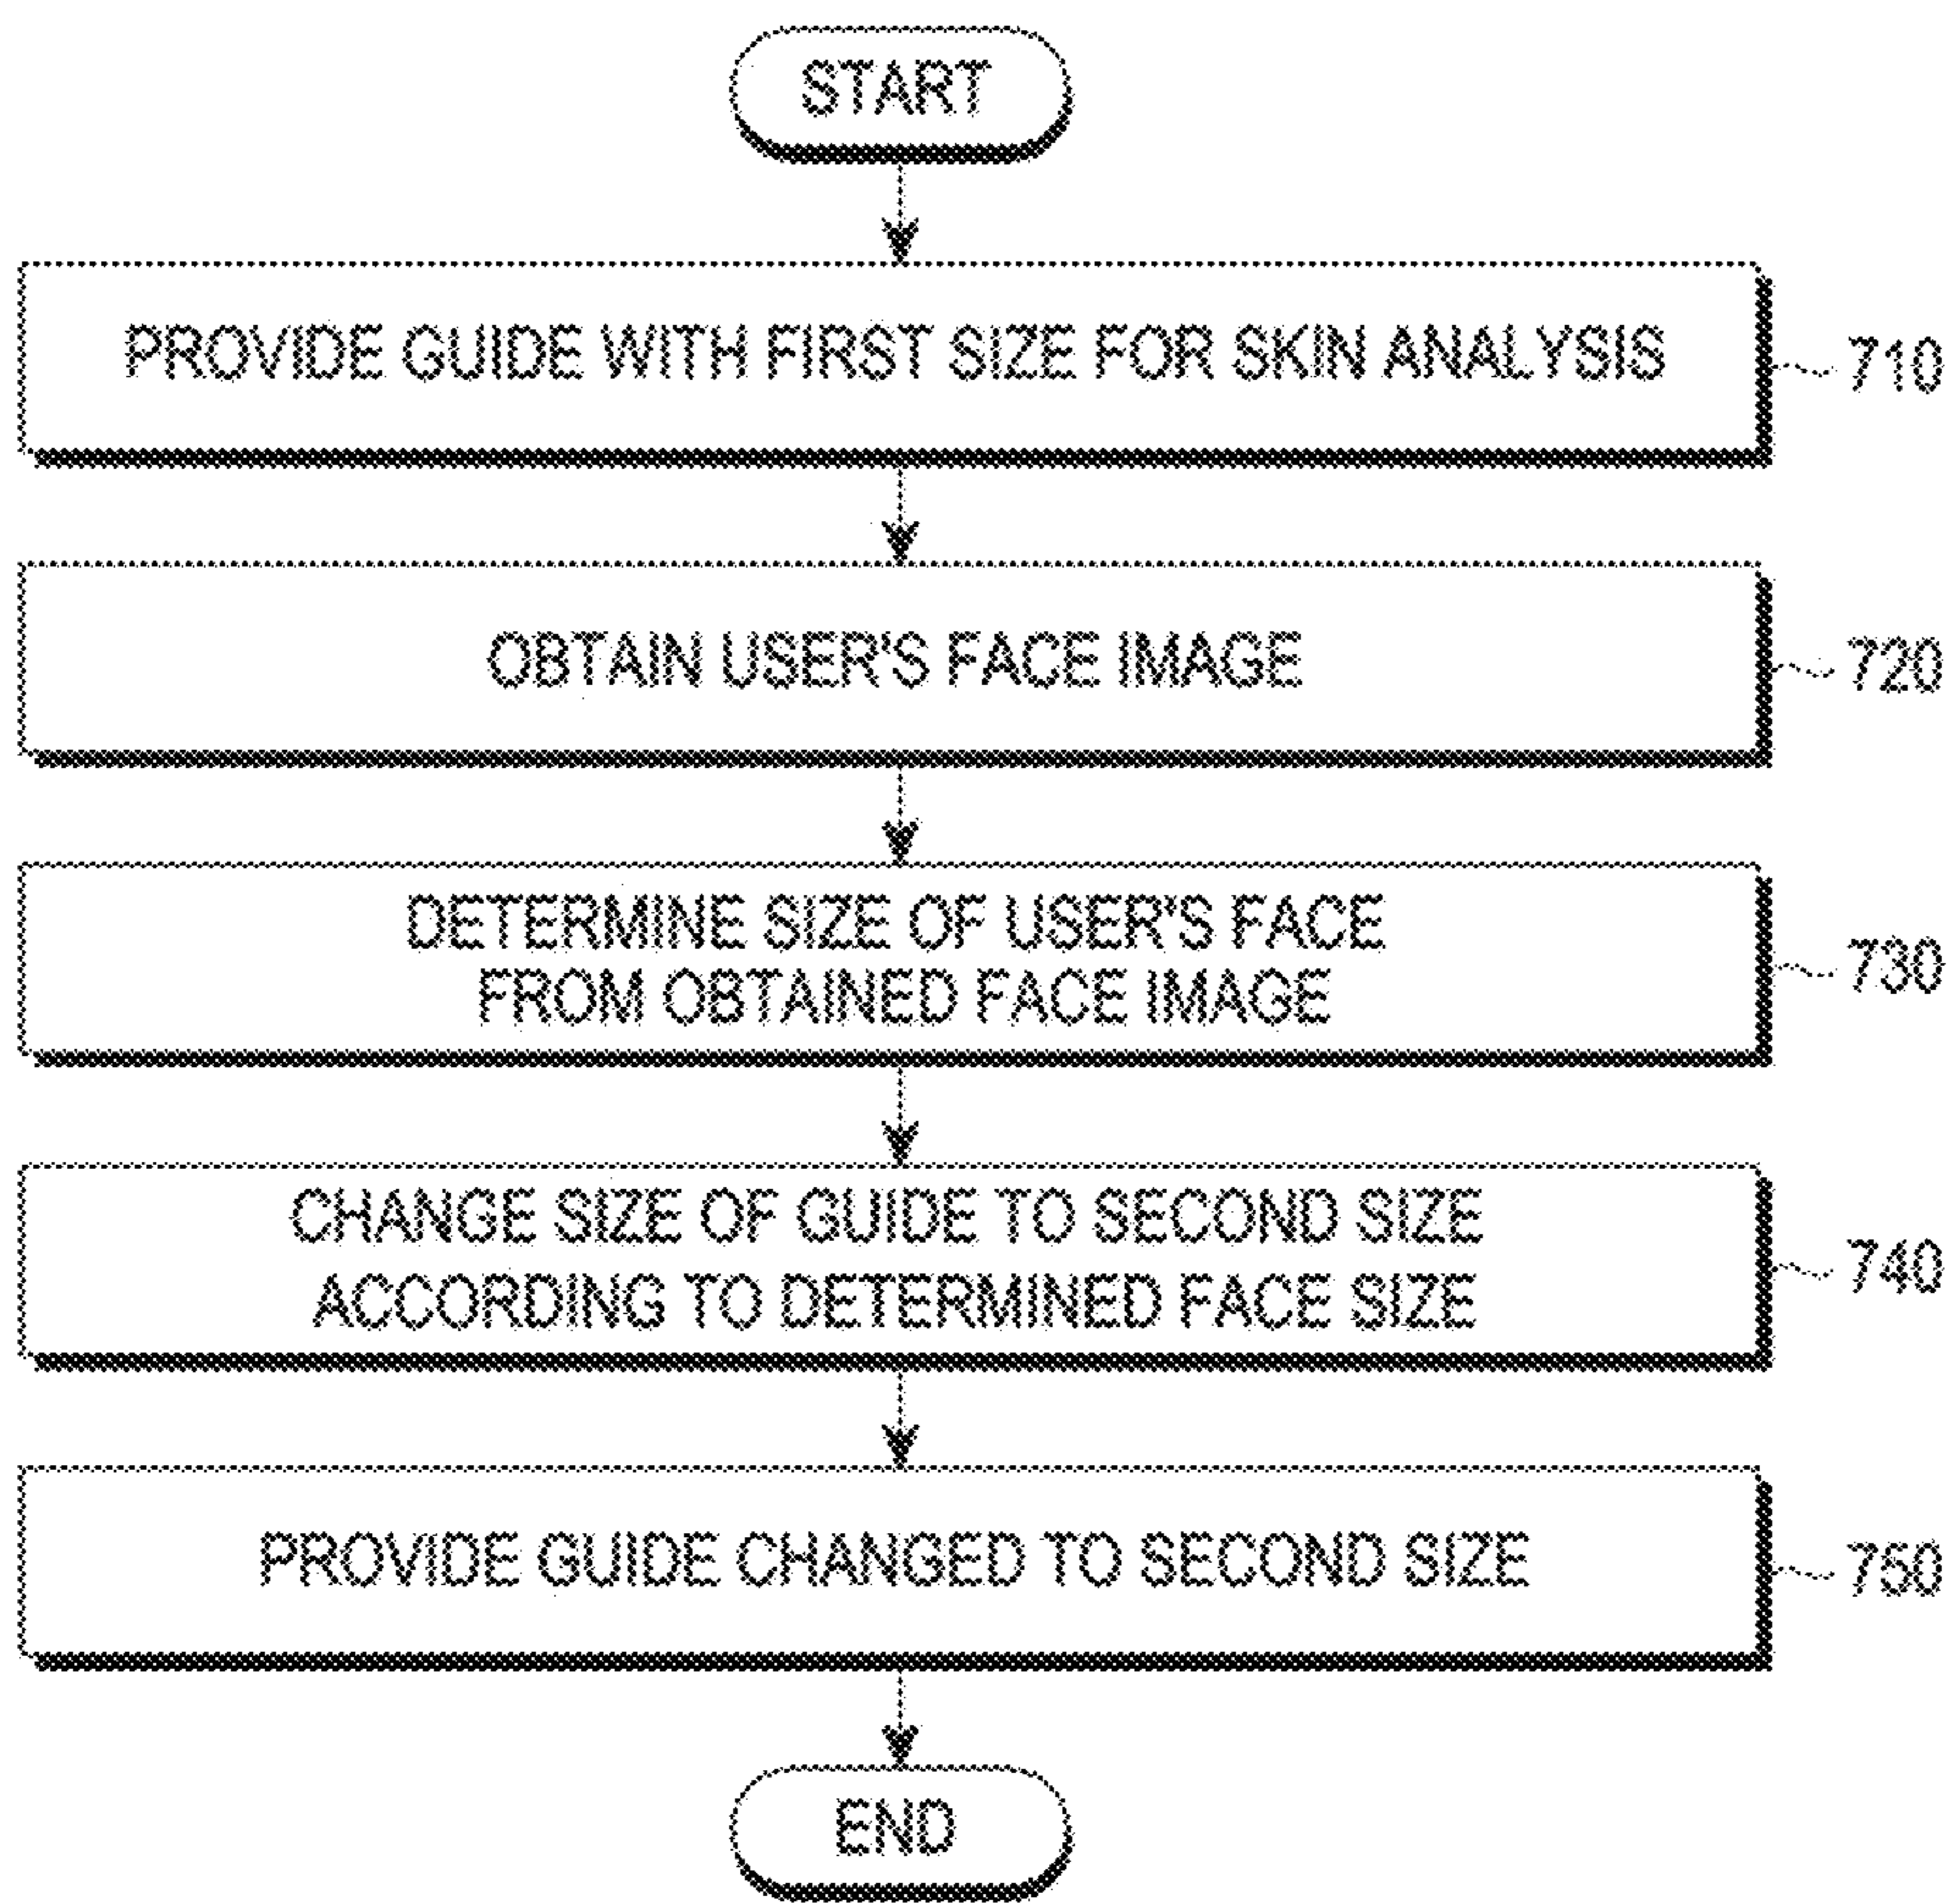 START
PROVIDE GUIDE WITH FIRST SIZE FOR SKIN ANALYSIS
710
OBTAIN USER'S FACE IMAGE
720
DETERMINE SIZE OF USER'S FACE
FROM OBTAINED FACE IMAGE
730
CHANGE SIZE OF GUIDE TO SECOND SIZE
ACCORDING TO DETERMINED FACE SIZE
740
PROVIDE GUIDE CHANGED TO SECOND SIZE
750
END